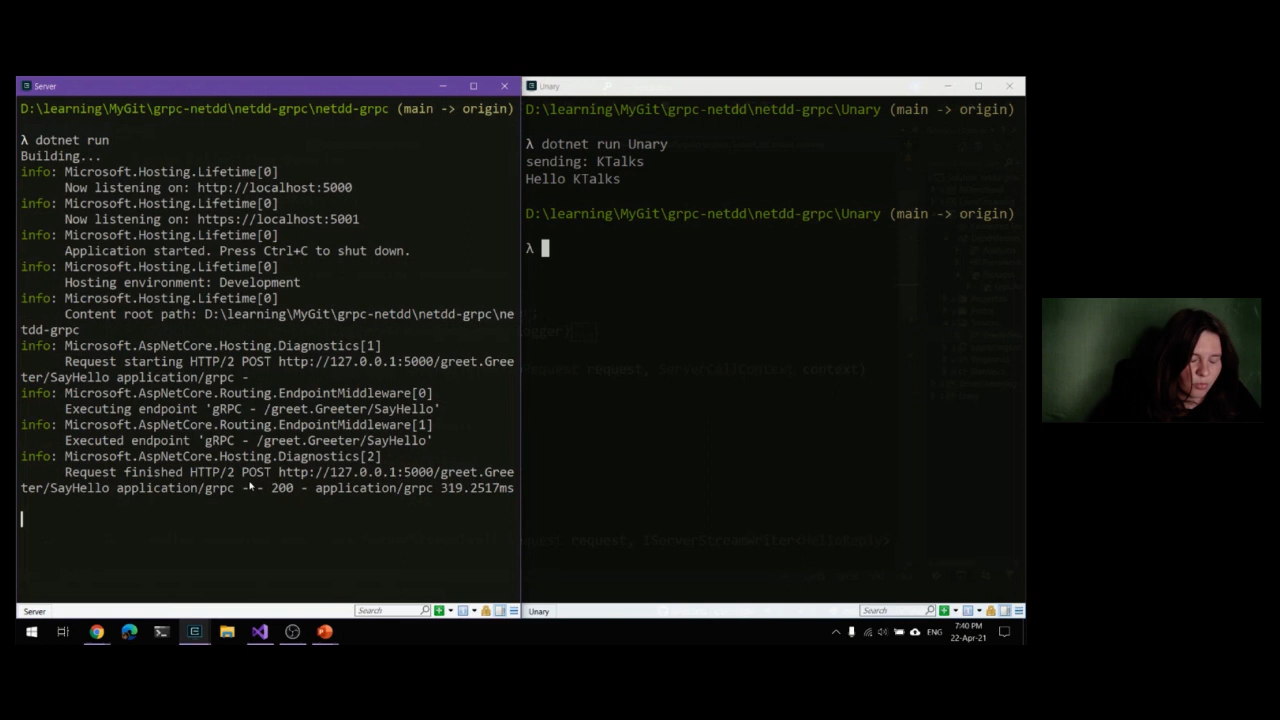 Server
D:\learning\MyGit\grpc-netdd\netdd-grpc\netdd-grpc (main -> origin)
λ dotnet run
Building...
info: Microsoft.Hosting.Lifetime[0]
Now listening on: http://localhost:5000
info: Microsoft.Hosting.Lifetime[0]
Now listening on: https://localhost:5001
info: Microsoft.Hosting.Lifetime[0]
Application started. Press Ctrl+C to shut down.
info: Microsoft.Hosting.Lifetime[0]
Hosting environment: Development
info: Microsoft.Hosting.Lifetime[0]
Content root path: D:\learning\MyGit\grpc-netdd\netdd-grpc\ne
tdd-grpc
info: Microsoft.AspNetCore.Hosting.Diagnostics[1]
Request starting HTTP/2 POST http://127.0.0.1:5000/greet.Gree
ter/SayHello application/grpc -
info: Microsoft.AspNetCore.Routing.EndpointMiddleware[0]
Executing endpoint 'gRPC - /greet.Greeter/SayHello'
info: Microsoft.AspNetCore.Routing.EndpointMiddleware[1]
Executed endpoint 'gRPC - /greet.Greeter/SayHello'
info: Microsoft.AspNetCore.Hosting.Diagnostics[2]
Request finished HTTP/2 POST http://127.0.0.1:5000/greet.Gree
ter/SayHello application/grpc - - 200 - application/grpc 319.2517ms
Server
Search
Unary
D:\learning\MyGit\grpc-netdd\netdd-grpc\Unary (main -> origin)
λ dotnet run Unary
sending: KTalks
Hello KTalks
D:\learning\MyGit\grpc-netdd\netdd-grpc\Unary (main -> origin)
λ
request, ServerCallContext context)
request, IServerStreamWriter<HelloReply>
Unary
Search
ENG
7:40 PM
22-Apr-21